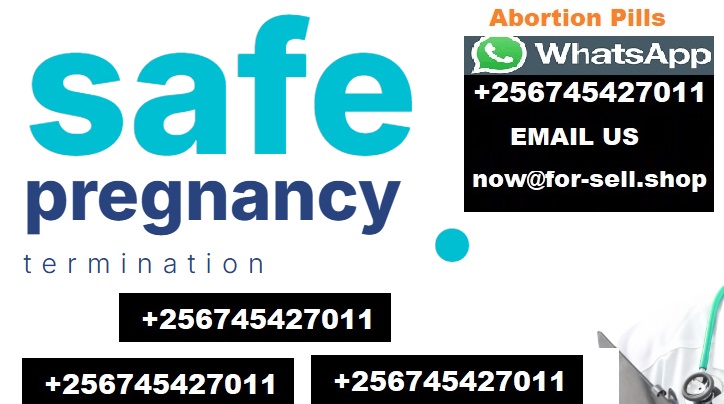 Abortion Pills
WhatsApp
+256745427011
EMAIL US
now@for-sell.shop
safe
pregnancy
termination
+256745427011
+256745427011
+256745427011